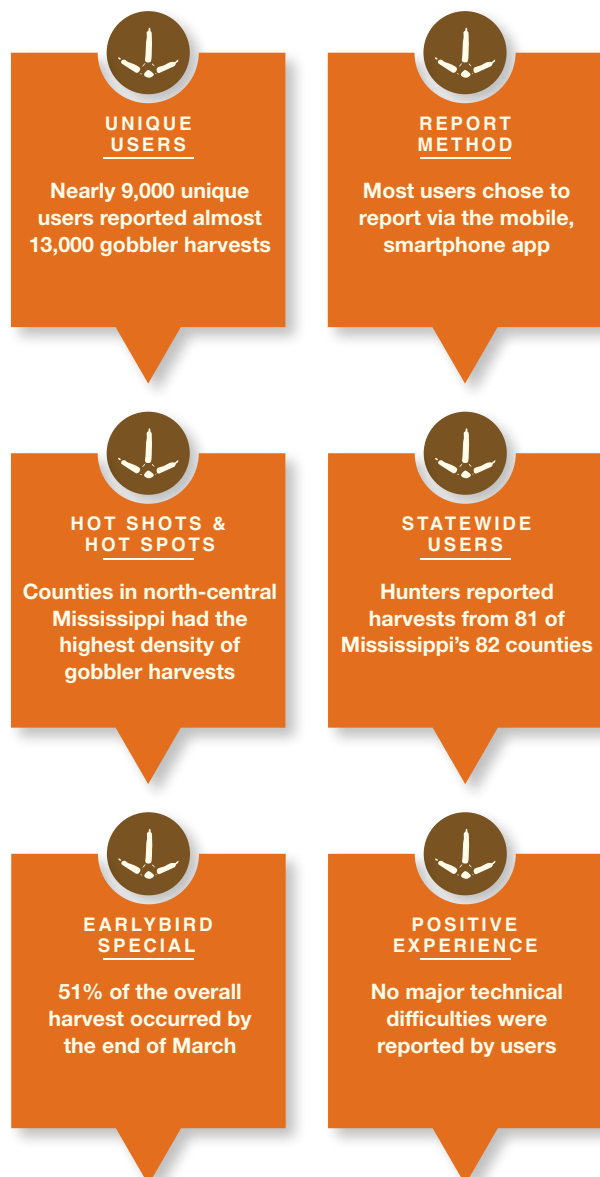 UNIQUE
USERS
Nearly 9,000 unique
users reported almost
13,000 gobbler harvests
REPORT
METHOD
Most users chose to
report via the mobile,
smartphone app
HOT SHOTS &
HOT SPOTS
Counties in north-central
Mississippi had the
highest density of
gobbler harvests
STATEWIDE
USERS
Hunters reported
harvests from 81 of
Mississippi’s 82 counties
EARLYBIRD
SPECIAL
51% of the overall
harvest occurred by
the end of March
POSITIVE
EXPERIENCE
No major technical
difficulties were
reported by users